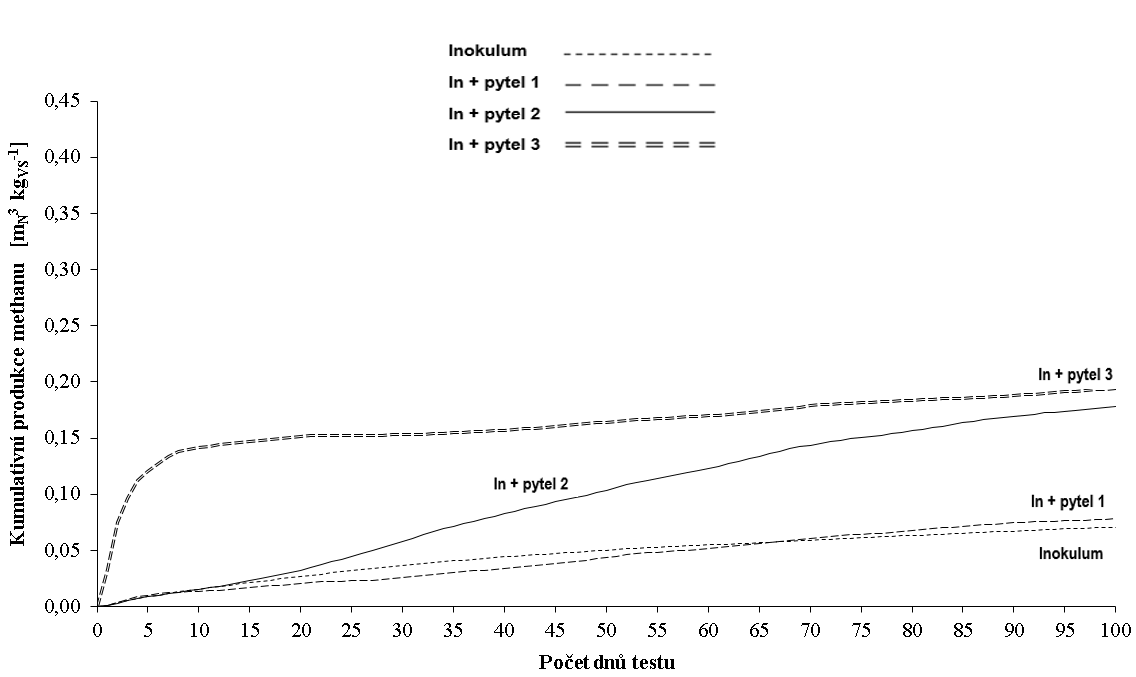 Inokulum
In + pytel 1
In + pytel 2
In + pytel 3
Kumulativní produkce methanu [mN3 kgVS-1]
0,45
0,40
0,35
0,30
0,25
0,20
0,15
0,10
0,05
0,00
In + pytel 3
In + pytel 2
In + pytel 1
Inokulum
0 5 10 15 20 25 30 35 40 45 50 55 60 65 70 75 80 85 90 95 100
Počet dnů testu